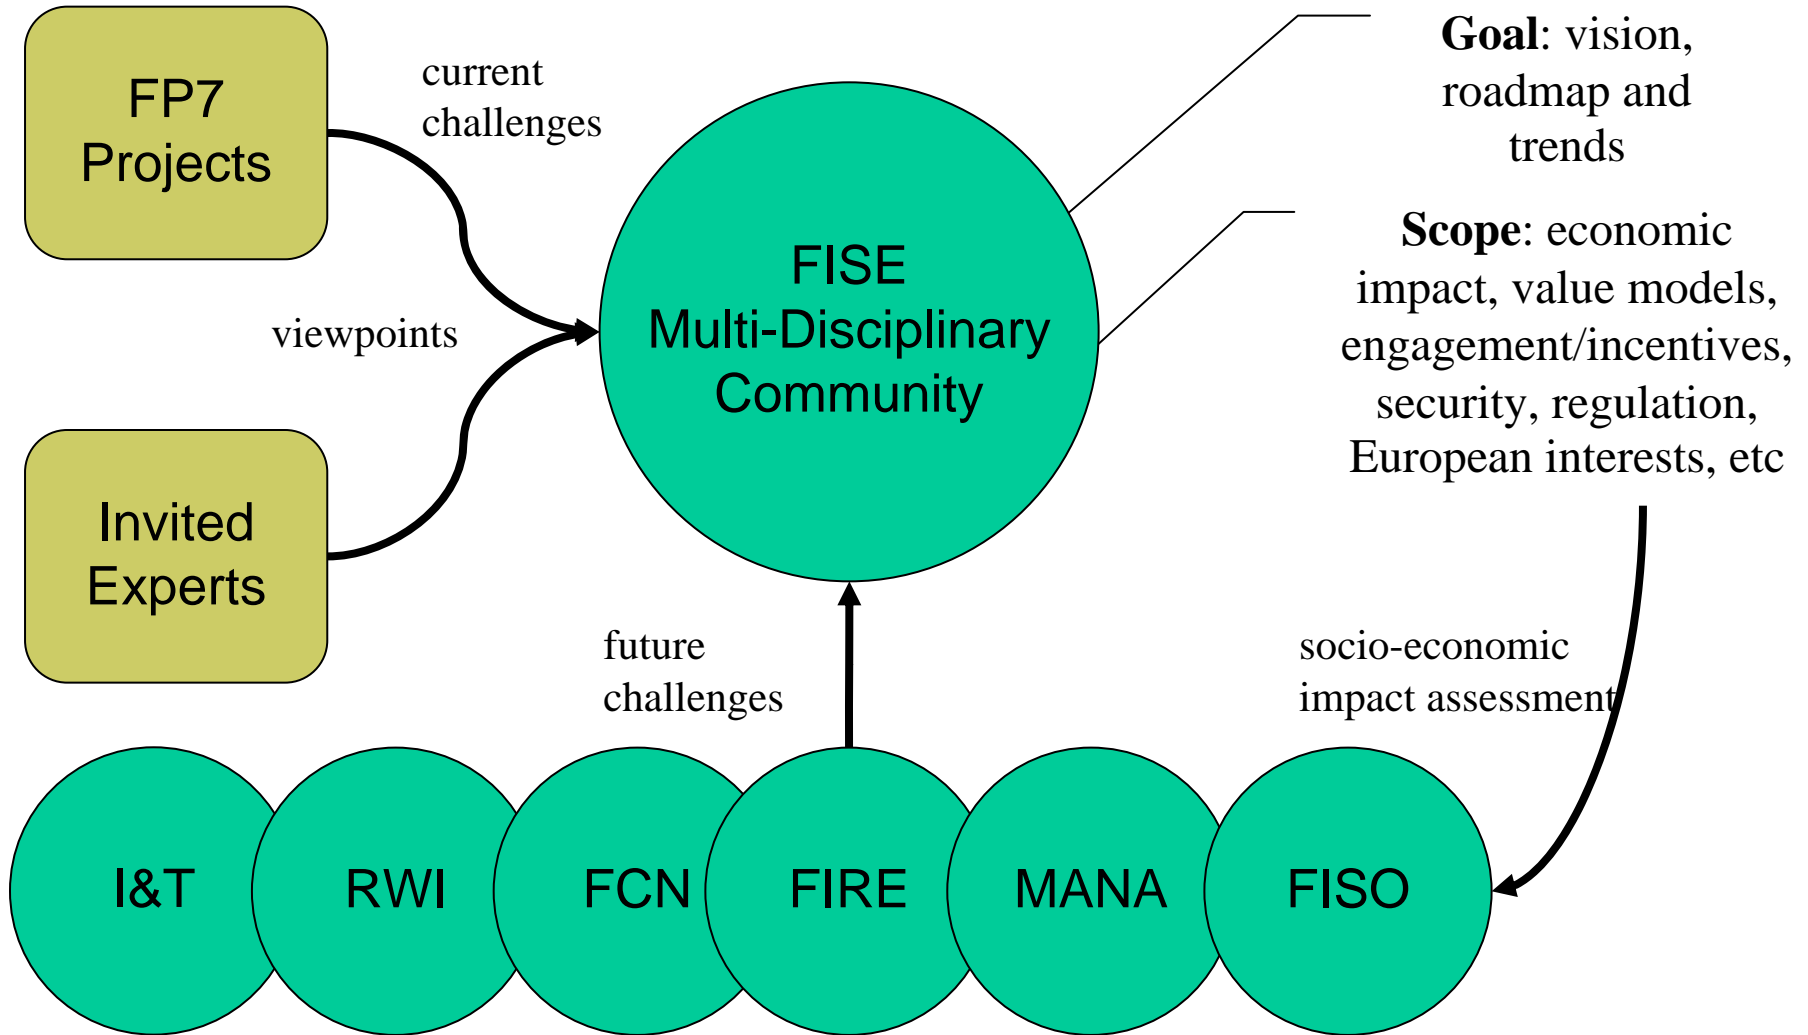 FP7
Projects
current
challenges
Goal: vision,
roadmap and
trends
Scope: economic
impact, value models,
engagement/incentives,
security, regulation,
European interests, etc
FISE
Multi-Disciplinary
Community
viewpoints
Invited
Experts
future
challenges
socio-economic
impact assessment
I&T
RWI
FCN
FIRE
MANA
FISO